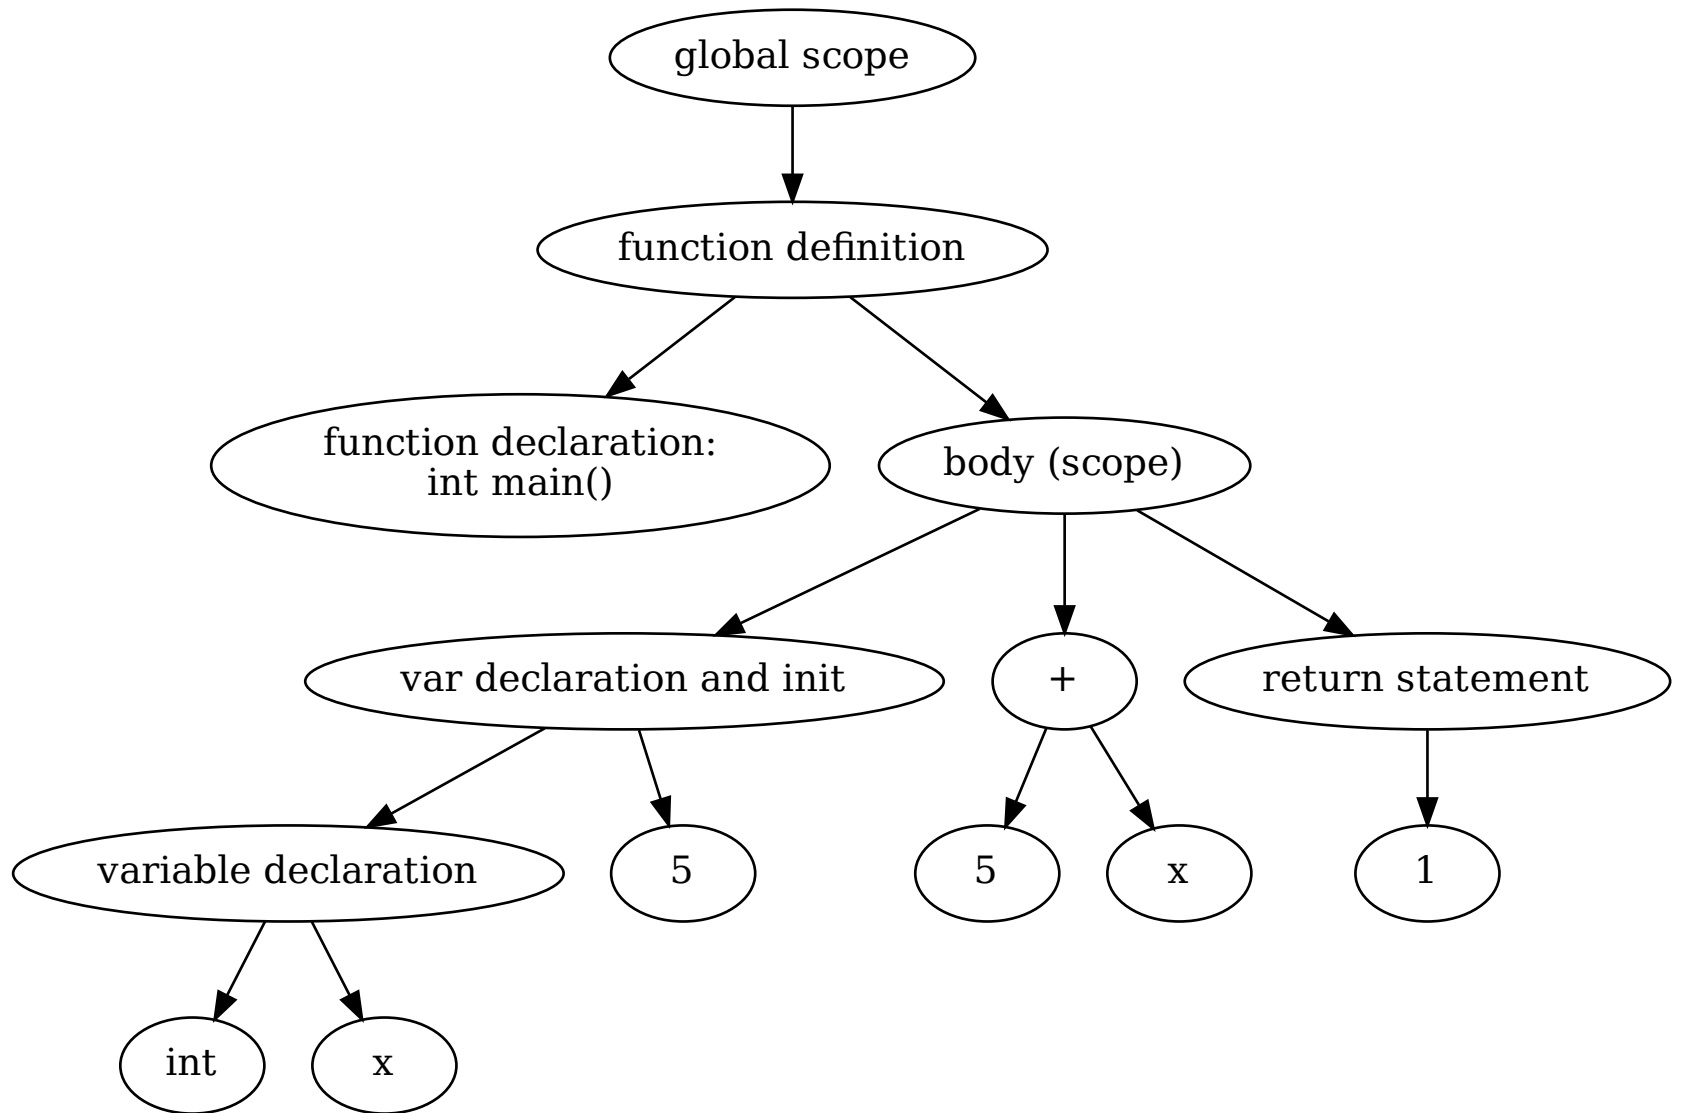 global scope
function definition
function declaration:
int main()
body (scope)
var declaration and init
+
return statement
variable declaration
5
5
x
1
int
x